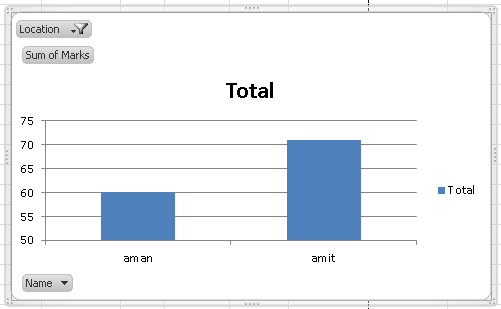 Location
Sum of Marks
Total
75
70
65
60
55
50
aman
amit
Total
Name